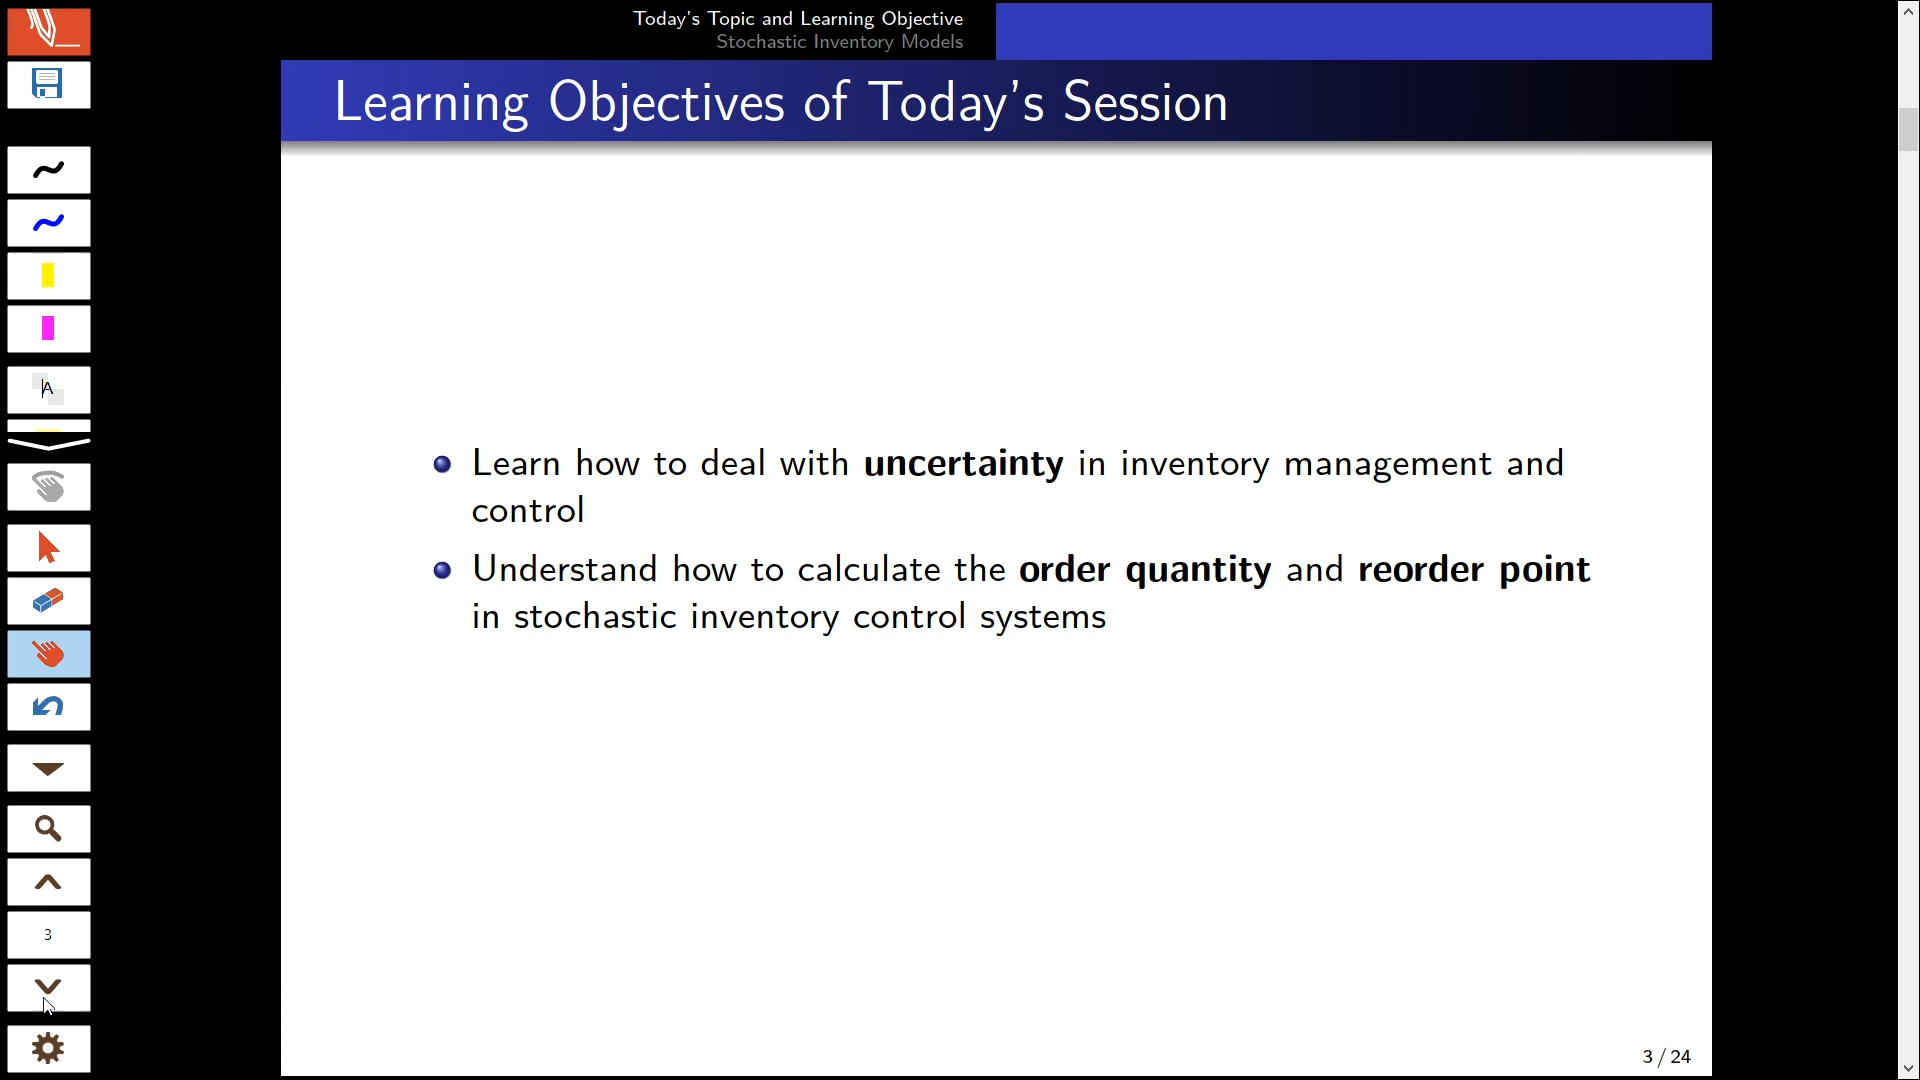 Today's Topic and Learning Objective
Stochastic Inventory Models
Learning Objectives of Today's Session
Learn how to deal with uncertainty in inventory management and
control
Understand how to calculate the order quantity and reorder point
in stochastic inventory control systems
A
3
3 / 24